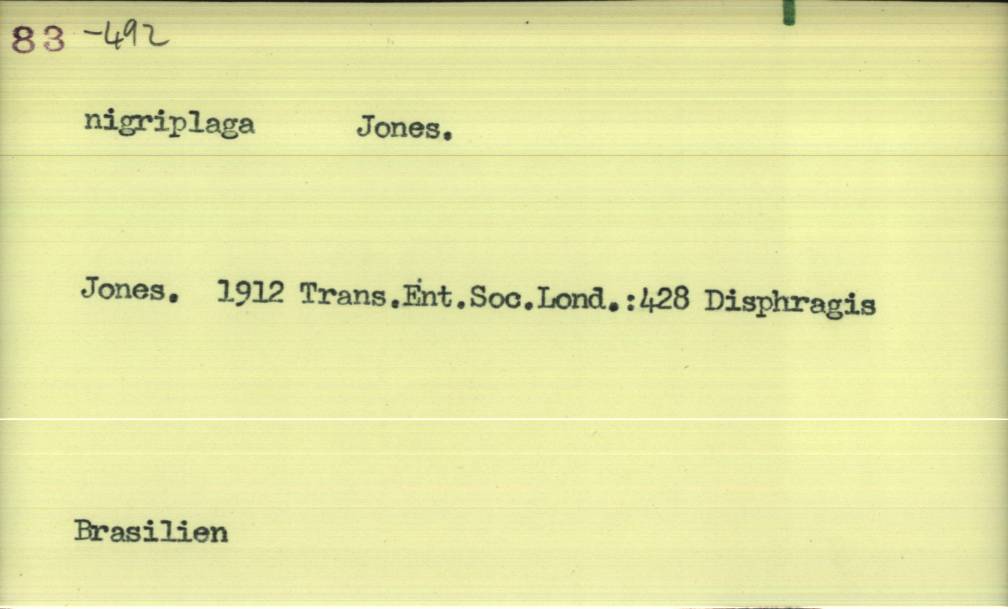 83 -492
nigriplaga Jones.
Jones. 1912 Trans.Ent.Soc.Lond.:428 Disphragis
Brasilien